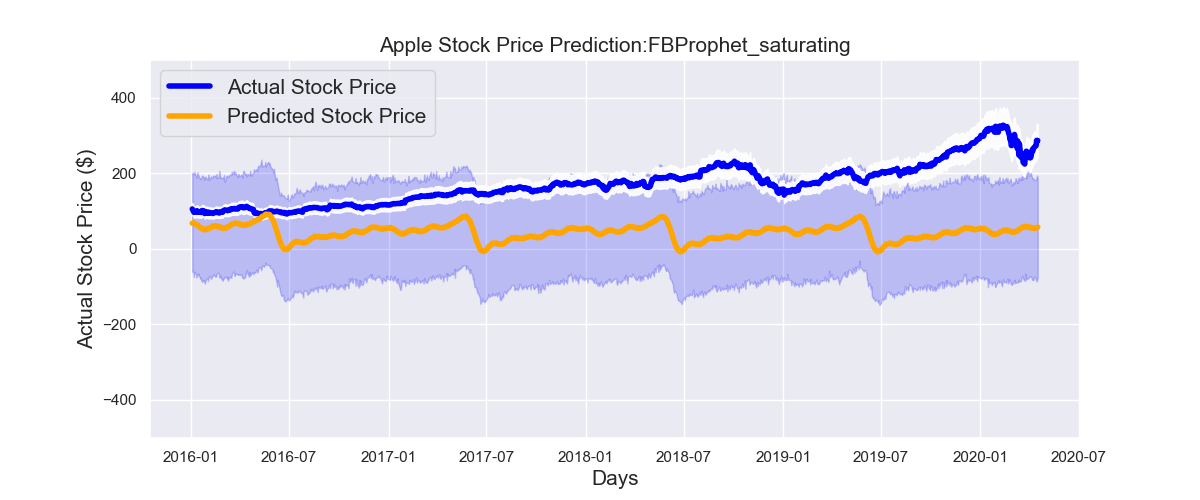 Apple Stock Price Prediction:FBProphet_saturating
Actual Stock Price
Predicted Stock Price
Actual Stock Price ($)
400
200
0
−200
−400
2016-01 2016-07 2017-01 2017-07 2018-01 2018-07 2019-01 2019-07 2020-01 2020-07
Days